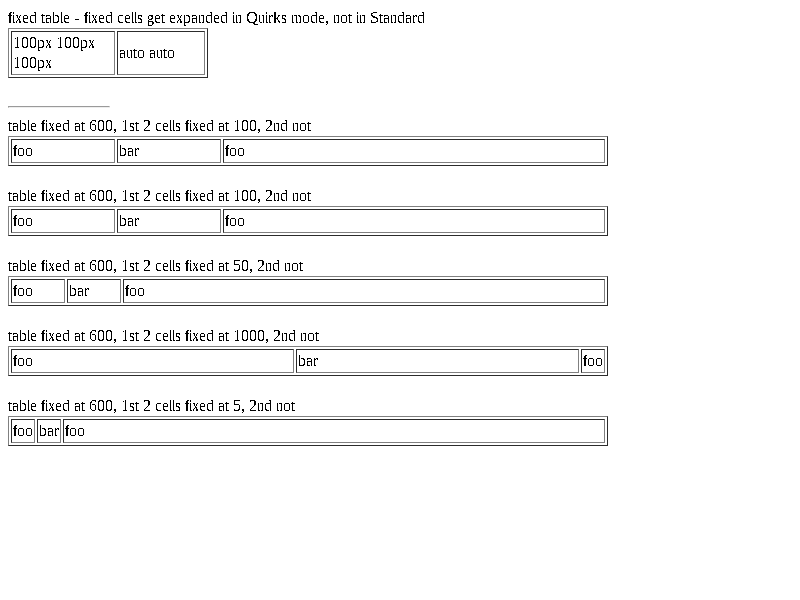 fixed table - fixed cells get expanded in Quirks mode, not in Standard
100px 100px
100px
auto auto
table fixed at 600, 1st 2 cells fixed at 100, 2nd not
foo bar foo
table fixed at 600, 1st 2 cells fixed at 100, 2nd not
foo bar foo
table fixed at 600, 1st 2 cells fixed at 50, 2nd not
foo bar foo
table fixed at 600, 1st 2 cells fixed at 1000, 2nd not
foo bar foo
table fixed at 600, 1st 2 cells fixed at 5, 2nd not
foo bar foo